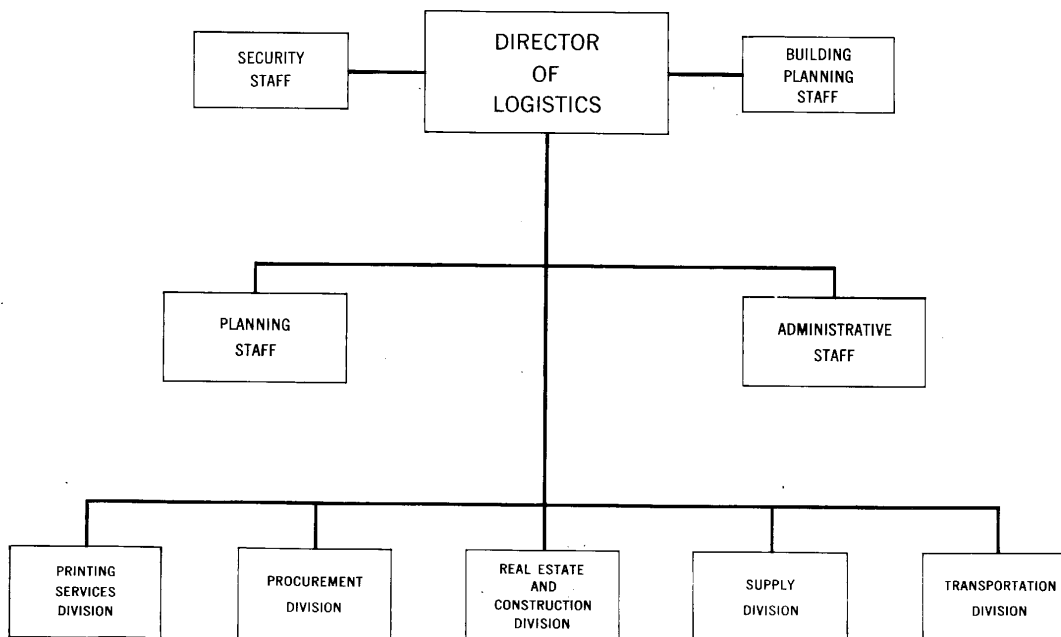 SECURITY
STAFF
DIRECTOR
OF
LOGISTICS
BUILDING
PLANNING
STAFF
PLANNING
STAFF
ADMINISTRATIVE
STAFF
PRINTING
SERVICES
DIVISION
PROCUREMENT
DIVISION
REAL ESTATE
AND
CONSTRUCTION DIVISION
SUPPLY
DIVISION
TRANSPORTATION
DIVISION